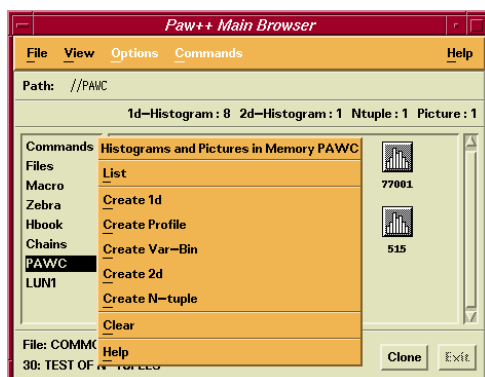 Paw++ Main Browser
File View Options Commands Help
Path: //PAWC
1d-Histogram : 8 2d-Histogram : 1 Ntuple : 1 Picture : 1
Commands
Files
Macro
Zebra
Hbook
Chains
PAWC
LUN1
Histograms and Pictures in Memory PAWC
List
Create 1d
Create Profile
Create Var-Bin
Create 2d
Create N-tuple
Clear
Help
77001
515
File:
30: TEST OF
Clone Exit